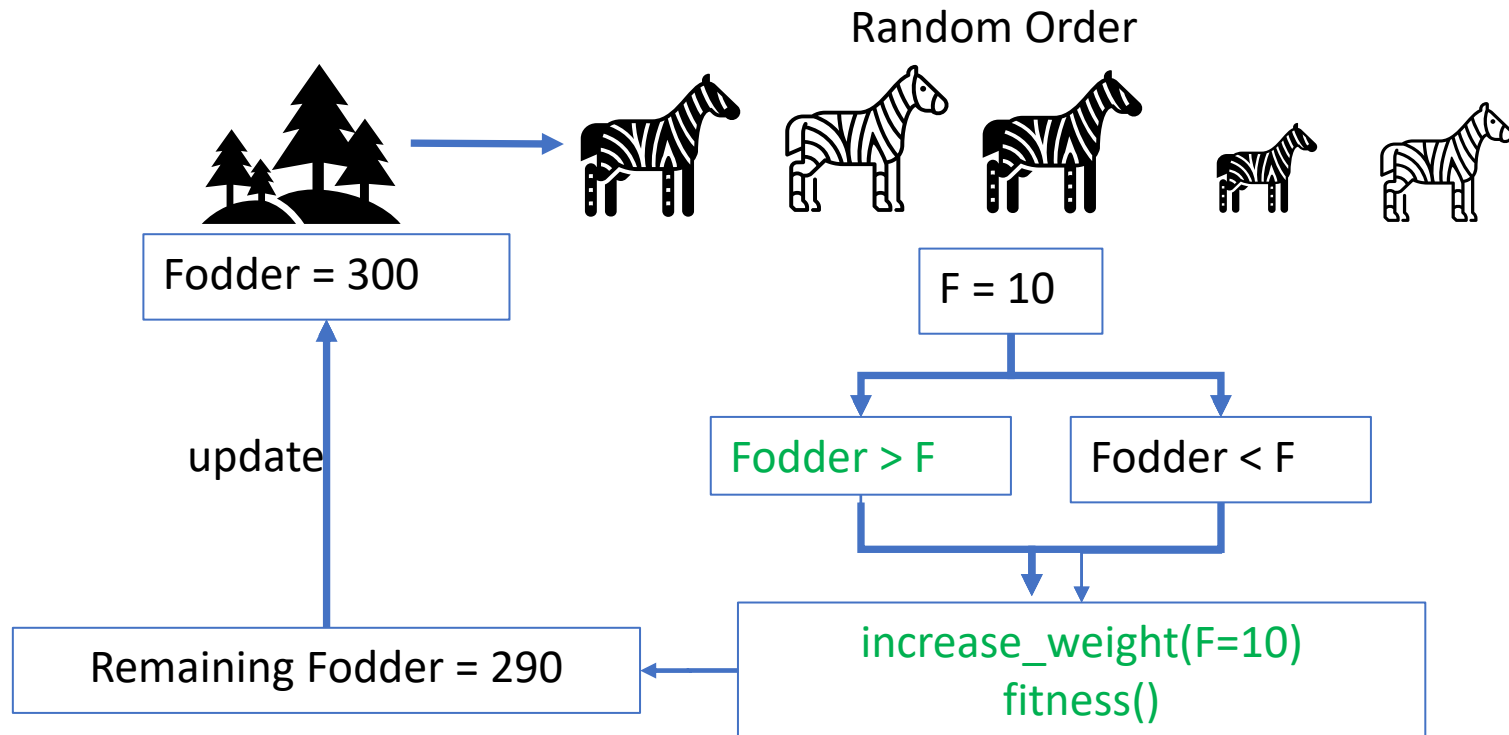 Random Order
Fodder = 300
F = 10
update
Fodder > F
Fodder < F
Remaining Fodder = 290
increase_weight(F=10)
fitness()